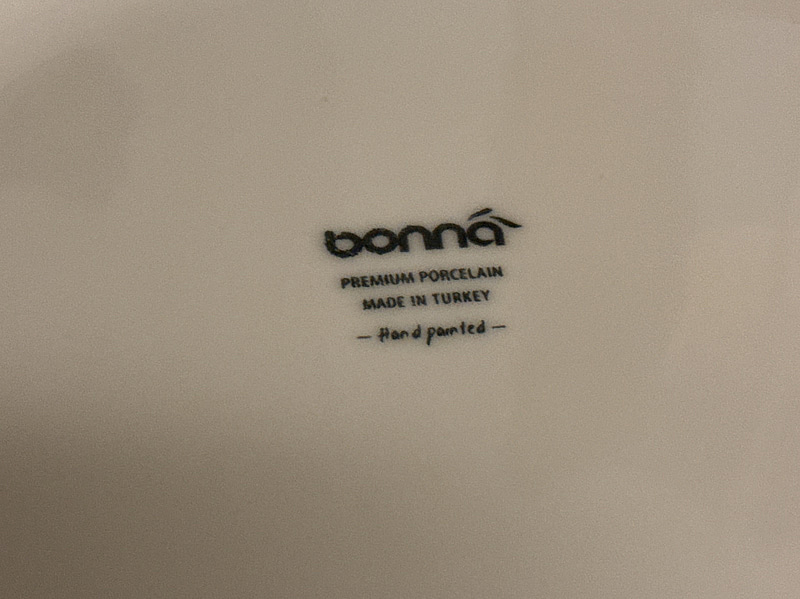 bonna
PREMIUM PORCELAIN
MADE IN TURKEY
— Hand painted —